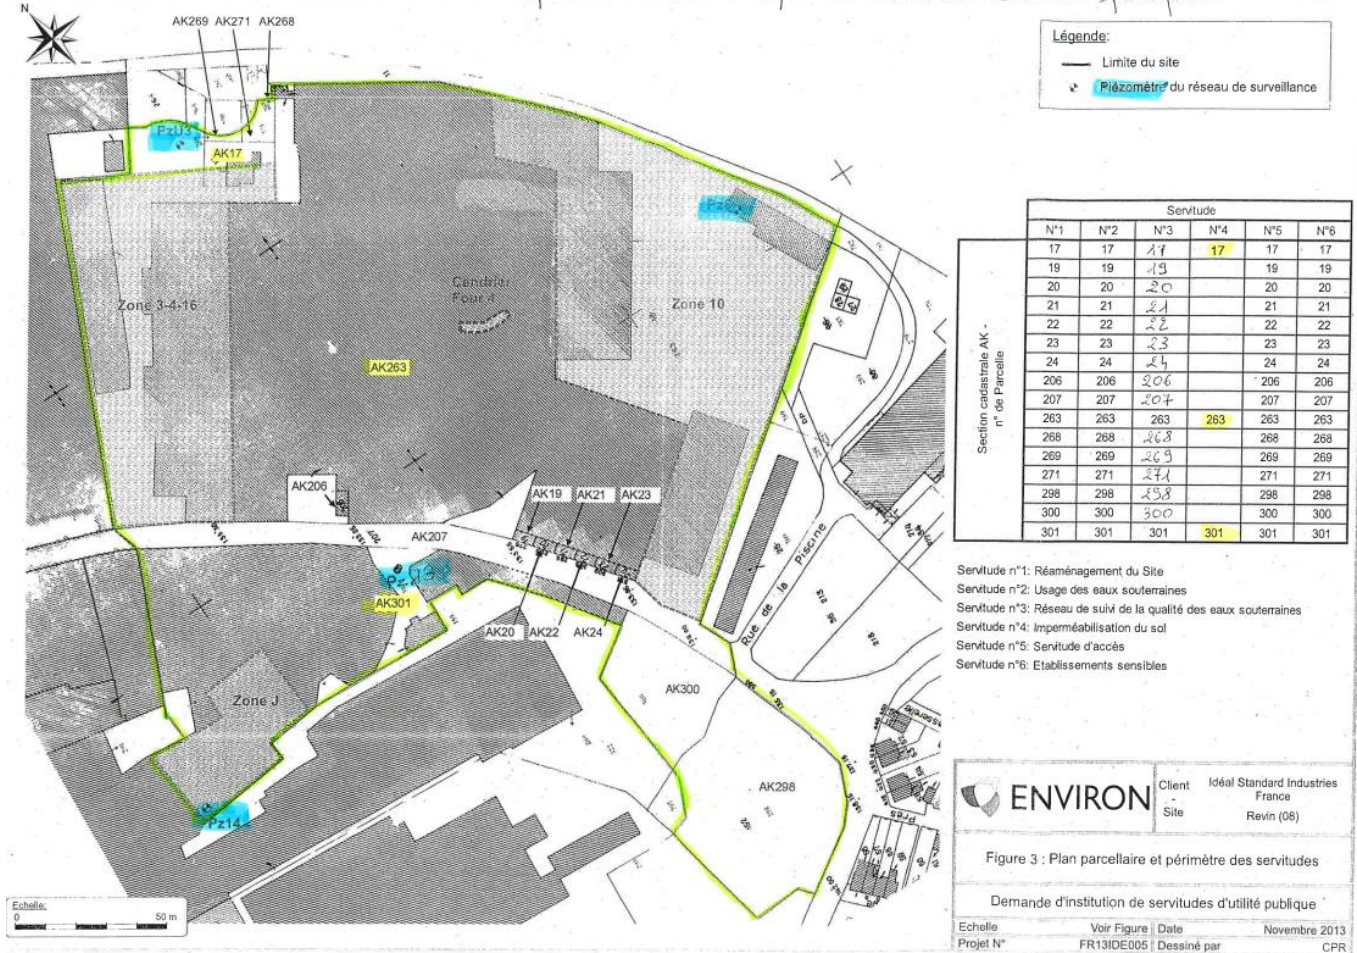 N
AK269 AK271 AK268
Légende:
Limite du site
Piézomètre du réseau de surveillance
PzU3
AK17
Zone 3-4-16
Cendrier
Four 4
Zone 10
AK263
AK206
AK19 AK21 AK23
AK207
AK301
AK20 AK22 AK24
Zone J
Pz14
AK300
AK298
Rue de la Piscine
Servitude
N°1 N°2 N°3 N°4 N°5 N°6
Section cadastrale AK -
n° de Parcelle
17 17 17 17 17 17
19 19 19 19 19
20 20 20 20 20
21 21 21 21 21
22 22 22 22 22
23 23 23 23 23
24 24 24 24 24
206 206 206 206 206
207 207 207 207 207
263 263 263 263 263 263
268 268 268 268 268
269 269 269 269 269
271 271 271 271 271
298 298 298 298 298
300 300 300 300 300
301 301 301 301 301 301
Servitude n°1: Réaménagement du Site
Servitude n°2: Usage des eaux souterraines
Servitude n°3: Réseau de suivi de la qualité des eaux souterraines
Servitude n°4: Imperméabilisation du sol
Servitude n°5: Servitude d'accès
Servitude n°6: Etablissements sensibles
ENVIRON
Client
-
Site
Idéal Standard Industries
France
Revin (08)
Figure 3 : Plan parcellaire et périmètre des servitudes
Demande d'institution de servitudes d'utilité publique
Echelle Voir Figure Date Novembre 2013
Projet N° FR13IDE005 Dessiné par CPR
Echelle:
0 50 m